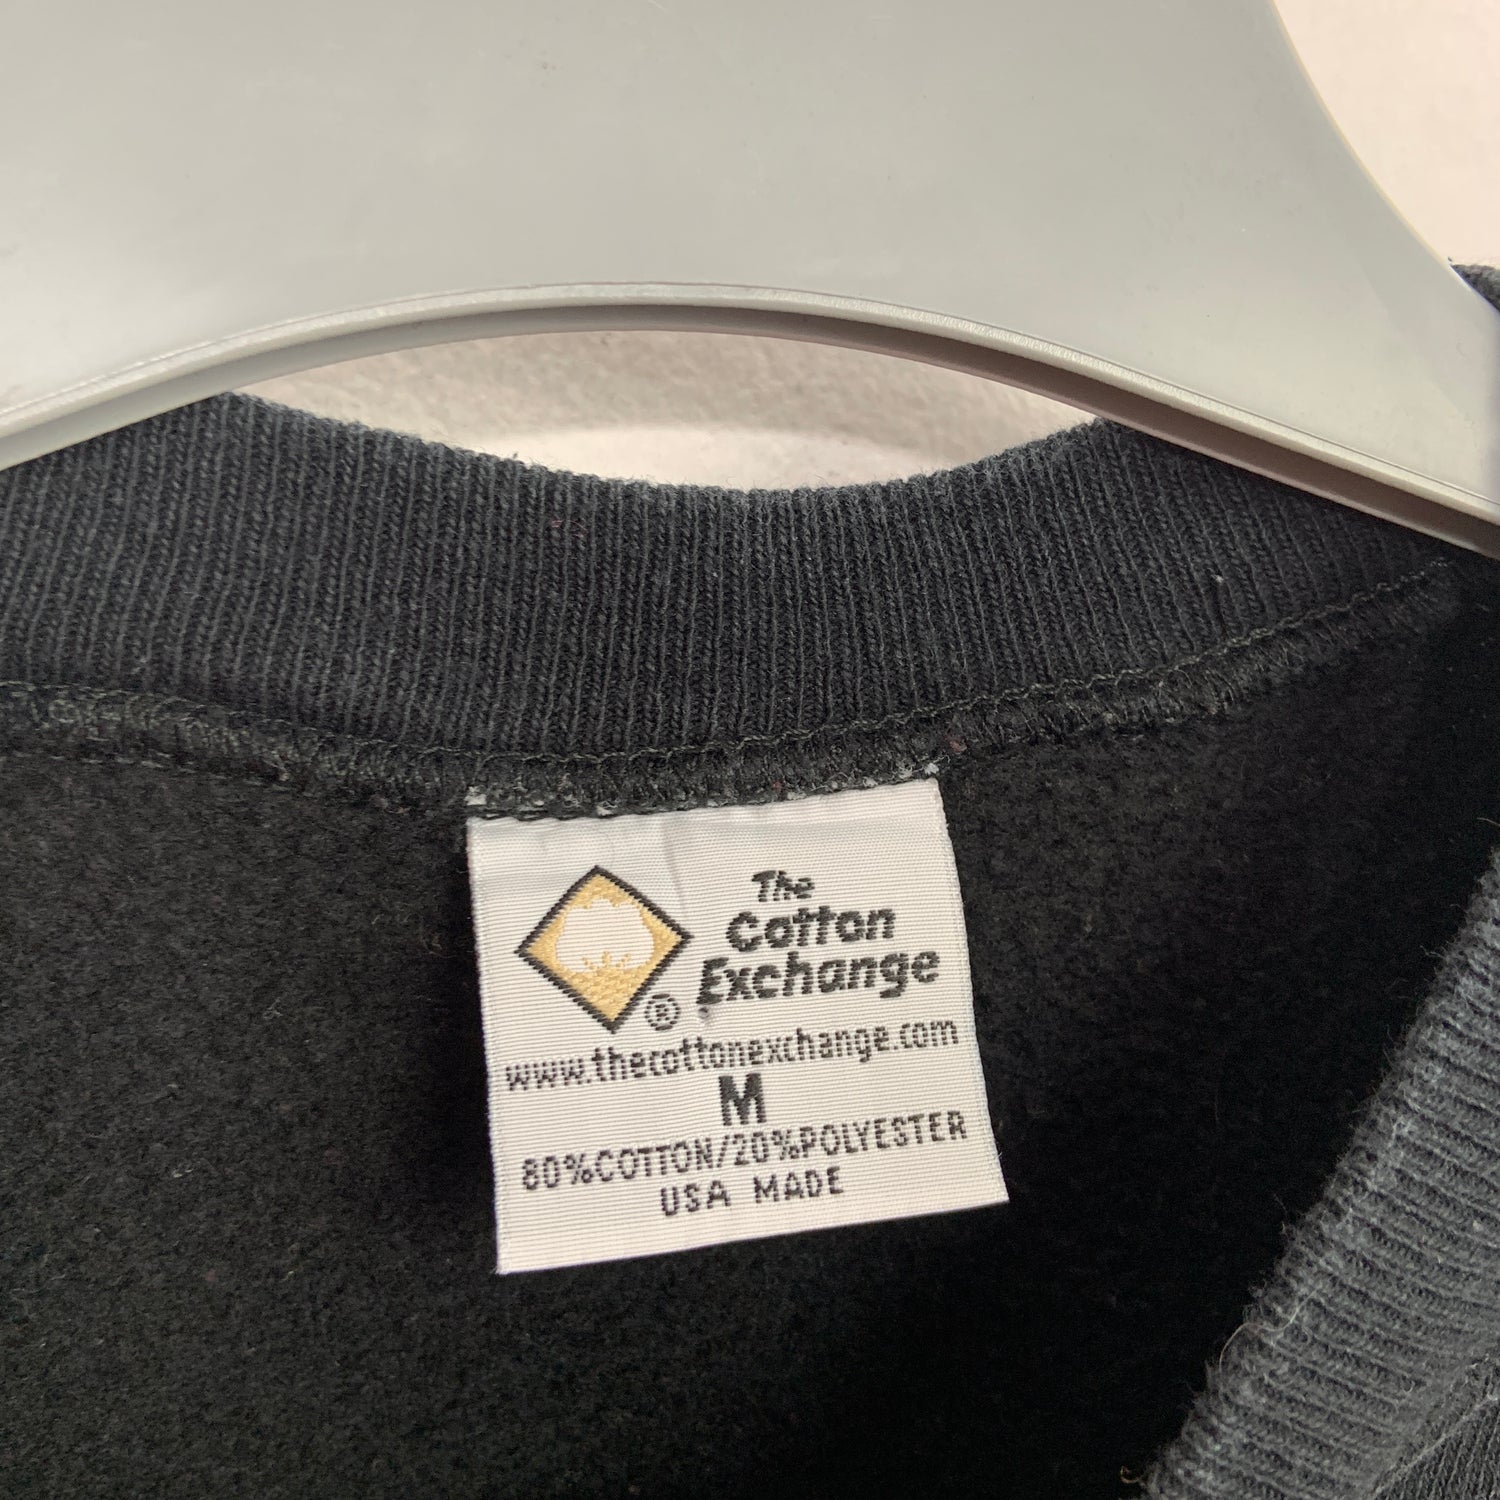 The
Cotton
Exchange
®
www.thecottonexchange.com
M
80%COTTON/20%POLYESTER
USA MADE